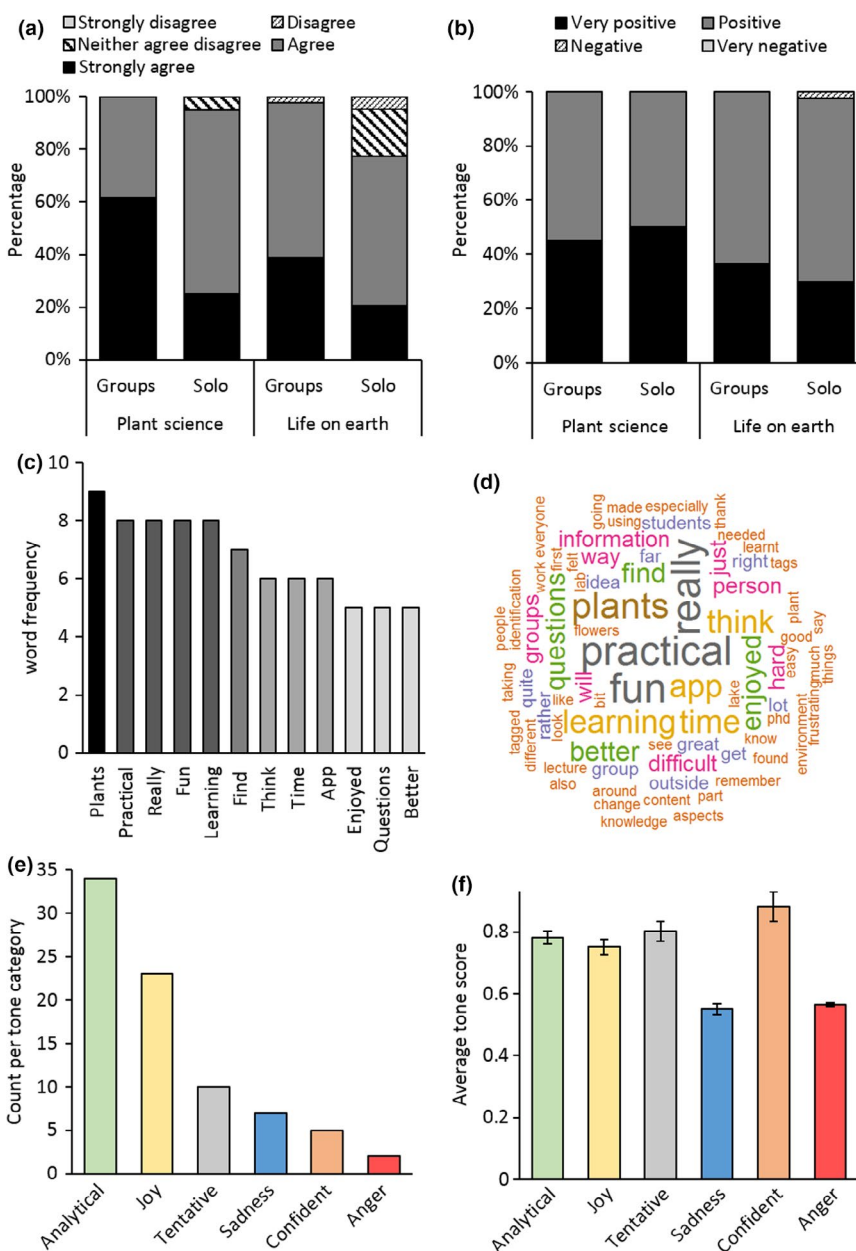 (a)
Strongly disagree Disagree
Neither agree disagree Agree
Strongly agree
Percentage
100%
80%
60%
40%
20%
0%
Groups Solo Groups Solo
Plant science Life on earth
(b)
Very positive Positive
Negative Very negative
Percentage
100%
80%
60%
40%
20%
0%
Groups Solo Groups Solo
Plant science Life on earth
(c)
word frequency
10
8
6
4
2
0
Plants
Practical
Really
Fun
Learning
Find
Think
Time
App
Enjoyed
Questions
Better
(d)
going
made
especially
using
students
thank
work
everyone
first
felt
information
way
far
needed
learnt
just
right
tags
lab
idea
find
really
person
people
identification
groups
questions
plants
flowers
think
plant
good
say
easy
hard
much
things
practical
enjoyed
taking
quite
will
like
bit
fun
app
lake
lot
phd
frustrating
environment
tagged
different
rather
look
learning
time
know
better
see
great
get
found
lecture
group
difficult
also
outside
remember
around
change
content
part
knowledge
aspects
(e)
Count per tone category
35
30
25
20
15
10
5
0
Analytical
Joy
Tentative
Sadness
Confident
Anger
(f)
Average tone score
0.8
0.6
0.4
0.2
0
Analytical
Joy
Tentative
Sadness
Confident
Anger